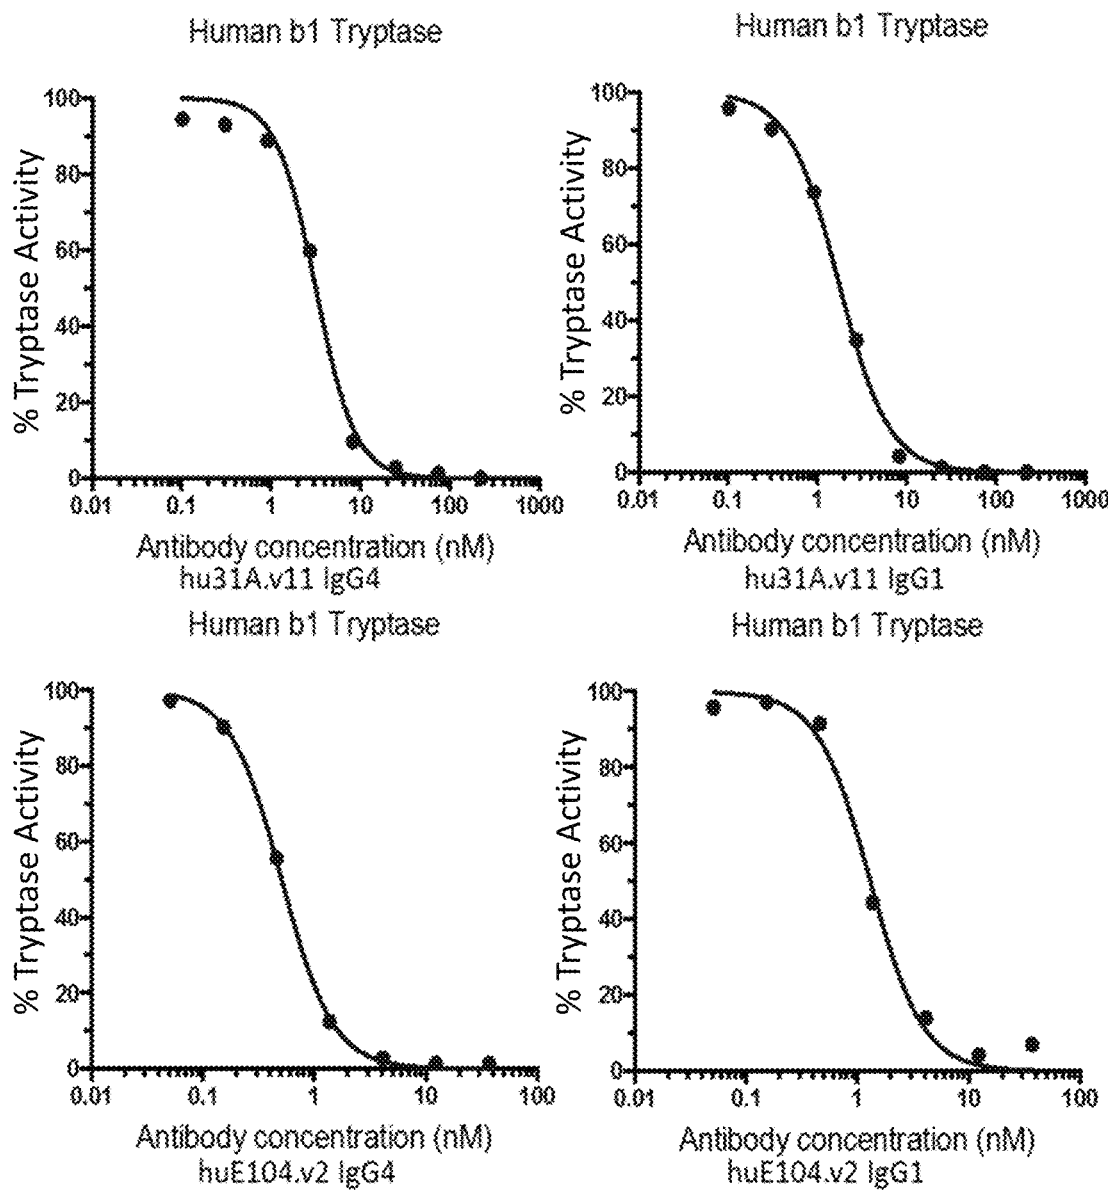 Human b1 Tryptase
100
80
60
40
20
0
% Tryptase Activity
0.01 0.1 1 10 100 1000
Antibody concentration (nM)
hu31A.v11 IgG4
Human b1 Tryptase
100
80
60
40
20
0
% Tryptase Activity
0.01 0.1 1 10 100 1000
Antibody concentration (nM)
hu31A.v11 IgG1
Human b1 Tryptase
100
80
60
40
20
0
% Tryptase Activity
0.01 0.1 1 10 100
Antibody concentration (nM)
huE104.v2 IgG4
Human b1 Tryptase
100
80
60
40
20
0
% Tryptase Activity
0.01 0.1 1 10 100
Antibody concentration (nM)
huE104.v2 IgG1